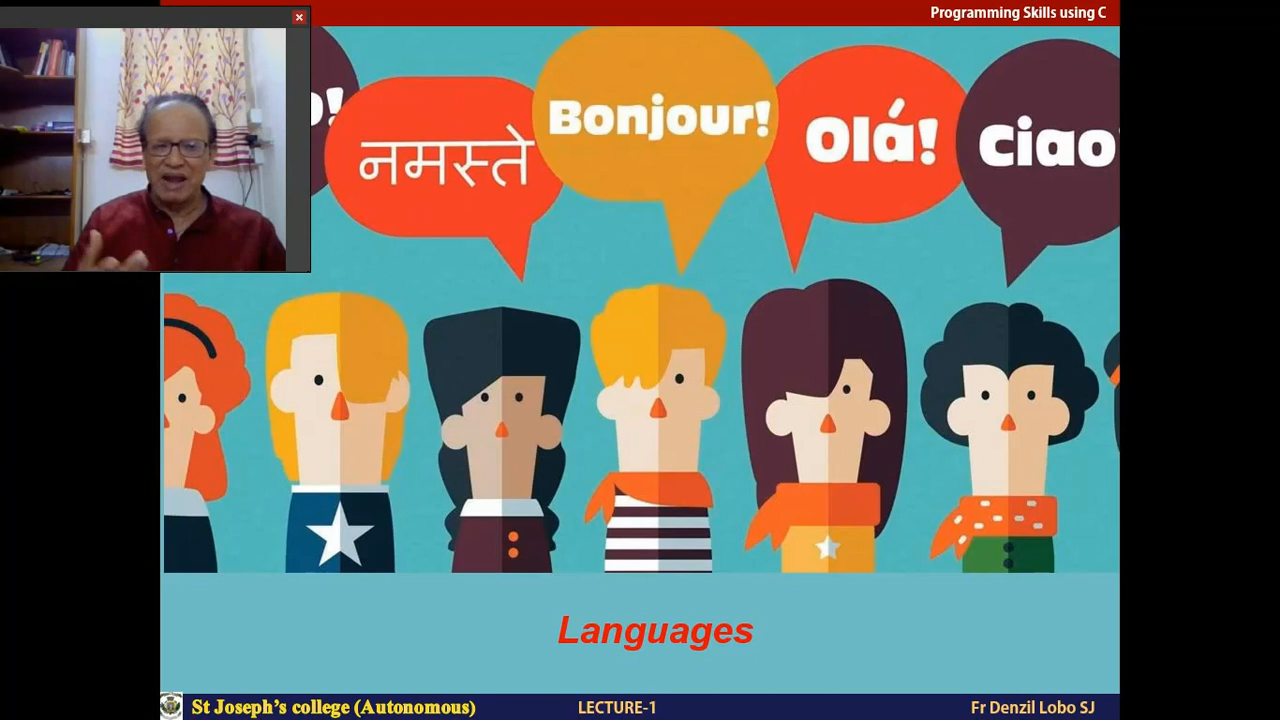 Programming Skills using C
नमस्ते
Bonjour!
Olá!
Ciao
Languages
St Joseph's college (Autonomous)
LECTURE-1
Fr Denzil Lobo SJ